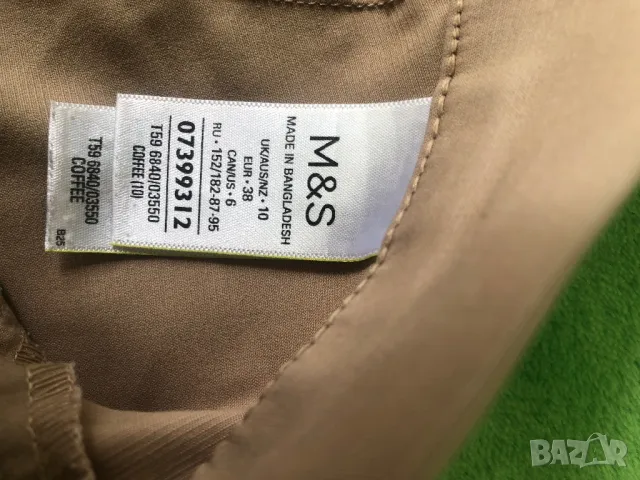 M&S
MADE IN BANGLADESH
UK/AUS/NZ • 10
EUR • 38
CAN/US • 6
RU • 152/182-87-95
07399312
T59 6840/03550
COFFEE (10)
T59 6840/03550
COFFEE
B25
BAZAR.bg